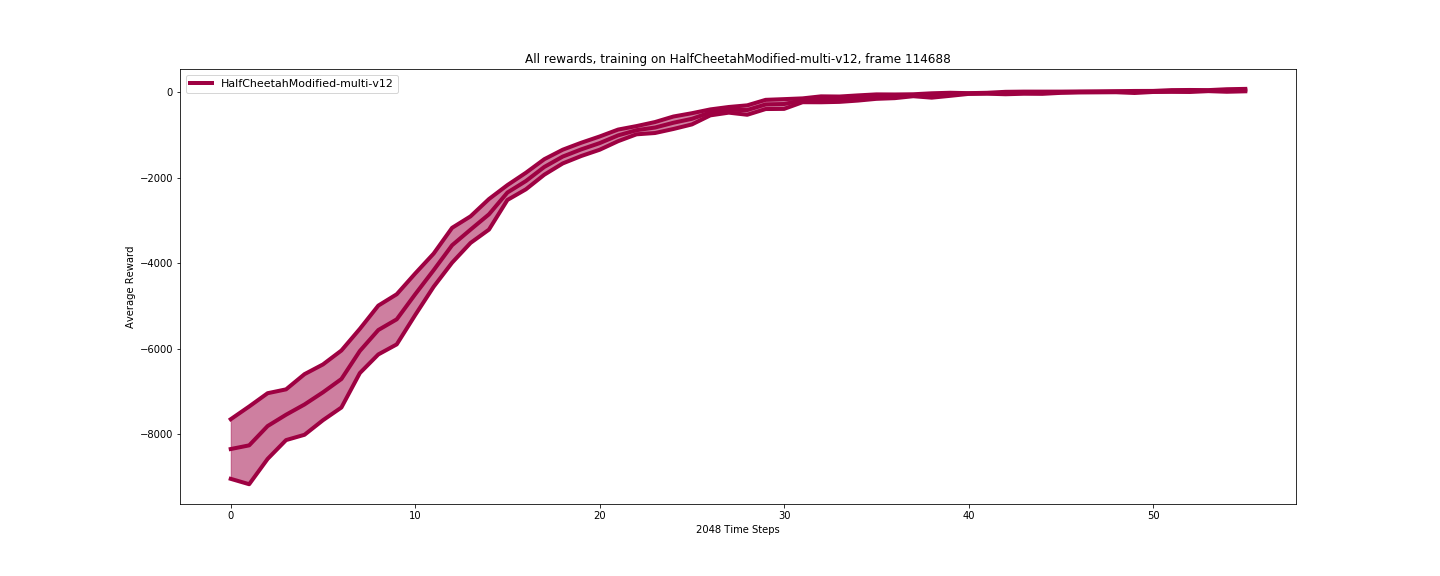 All rewards, training on HalfCheetahModified-multi-v12, frame 114688
HalfCheetahModified-multi-v12
0
−2000
−4000
−6000
−8000
Average Reward
0 10 20 30 40 50
2048 Time Steps